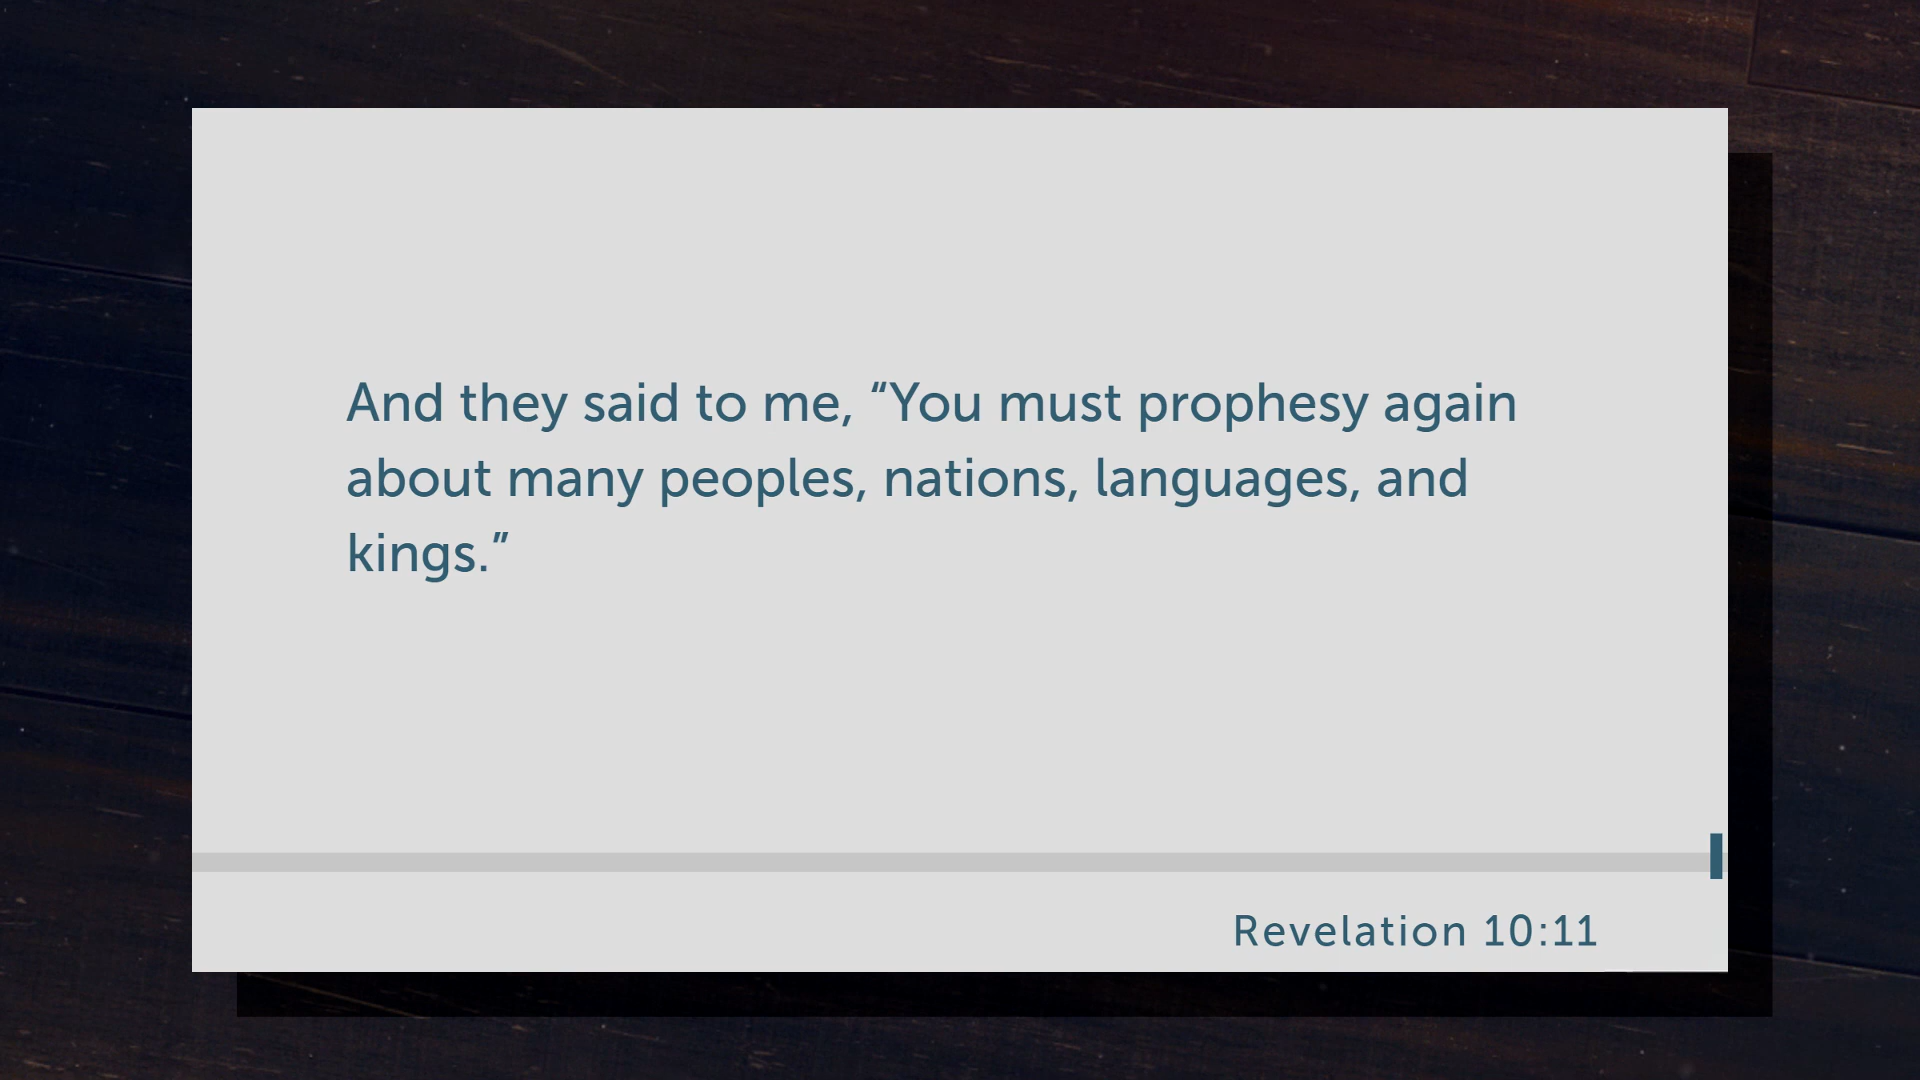 And they said to me, “You must prophesy again
about many peoples, nations, languages, and
kings.”
Revelation 10:11